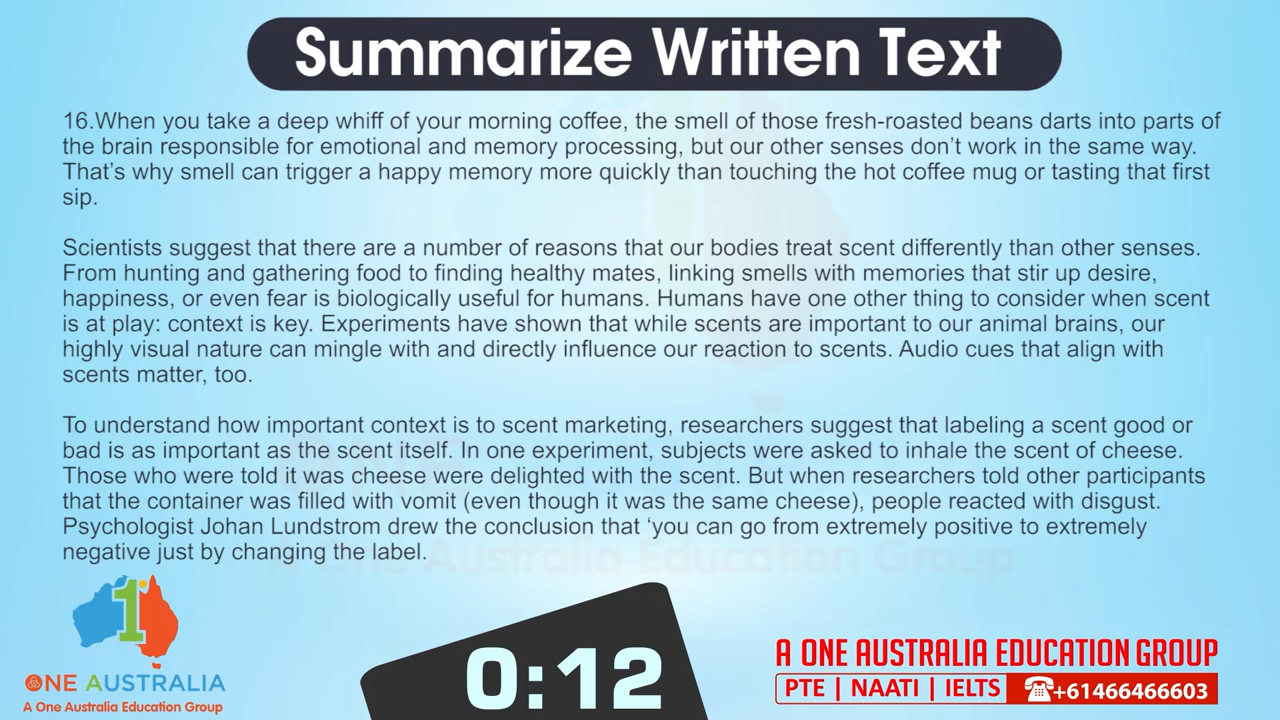 Summarize Written Text
16.When you take a deep whiff of your morning coffee, the smell of those fresh-roasted beans darts into parts of
the brain responsible for emotional and memory processing, but our other senses don’t work in the same way.
That’s why smell can trigger a happy memory more quickly than touching the hot coffee mug or tasting that first
sip.
Scientists suggest that there are a number of reasons that our bodies treat scent differently than other senses.
From hunting and gathering food to finding healthy mates, linking smells with memories that stir up desire,
happiness, or even fear is biologically useful for humans. Humans have one other thing to consider when scent
is at play: context is key. Experiments have shown that while scents are important to our animal brains, our
highly visual nature can mingle with and directly influence our reaction to scents. Audio cues that align with
scents matter, too.
To understand how important context is to scent marketing, researchers suggest that labeling a scent good or
bad is as important as the scent itself. In one experiment, subjects were asked to inhale the scent of cheese.
Those who were told it was cheese were delighted with the scent. But when researchers told other participants
that the container was filled with vomit (even though it was the same cheese), people reacted with disgust.
Psychologist Johan Lundstrom drew the conclusion that ‘you can go from extremely positive to extremely
negative just by changing the label.
A One Australia Education Group
1
ONE AUSTRALIA
A One Australia Education Group
0:12
A ONE AUSTRALIA EDUCATION GROUP
PTE | NAATI | IELTS
+61466466603